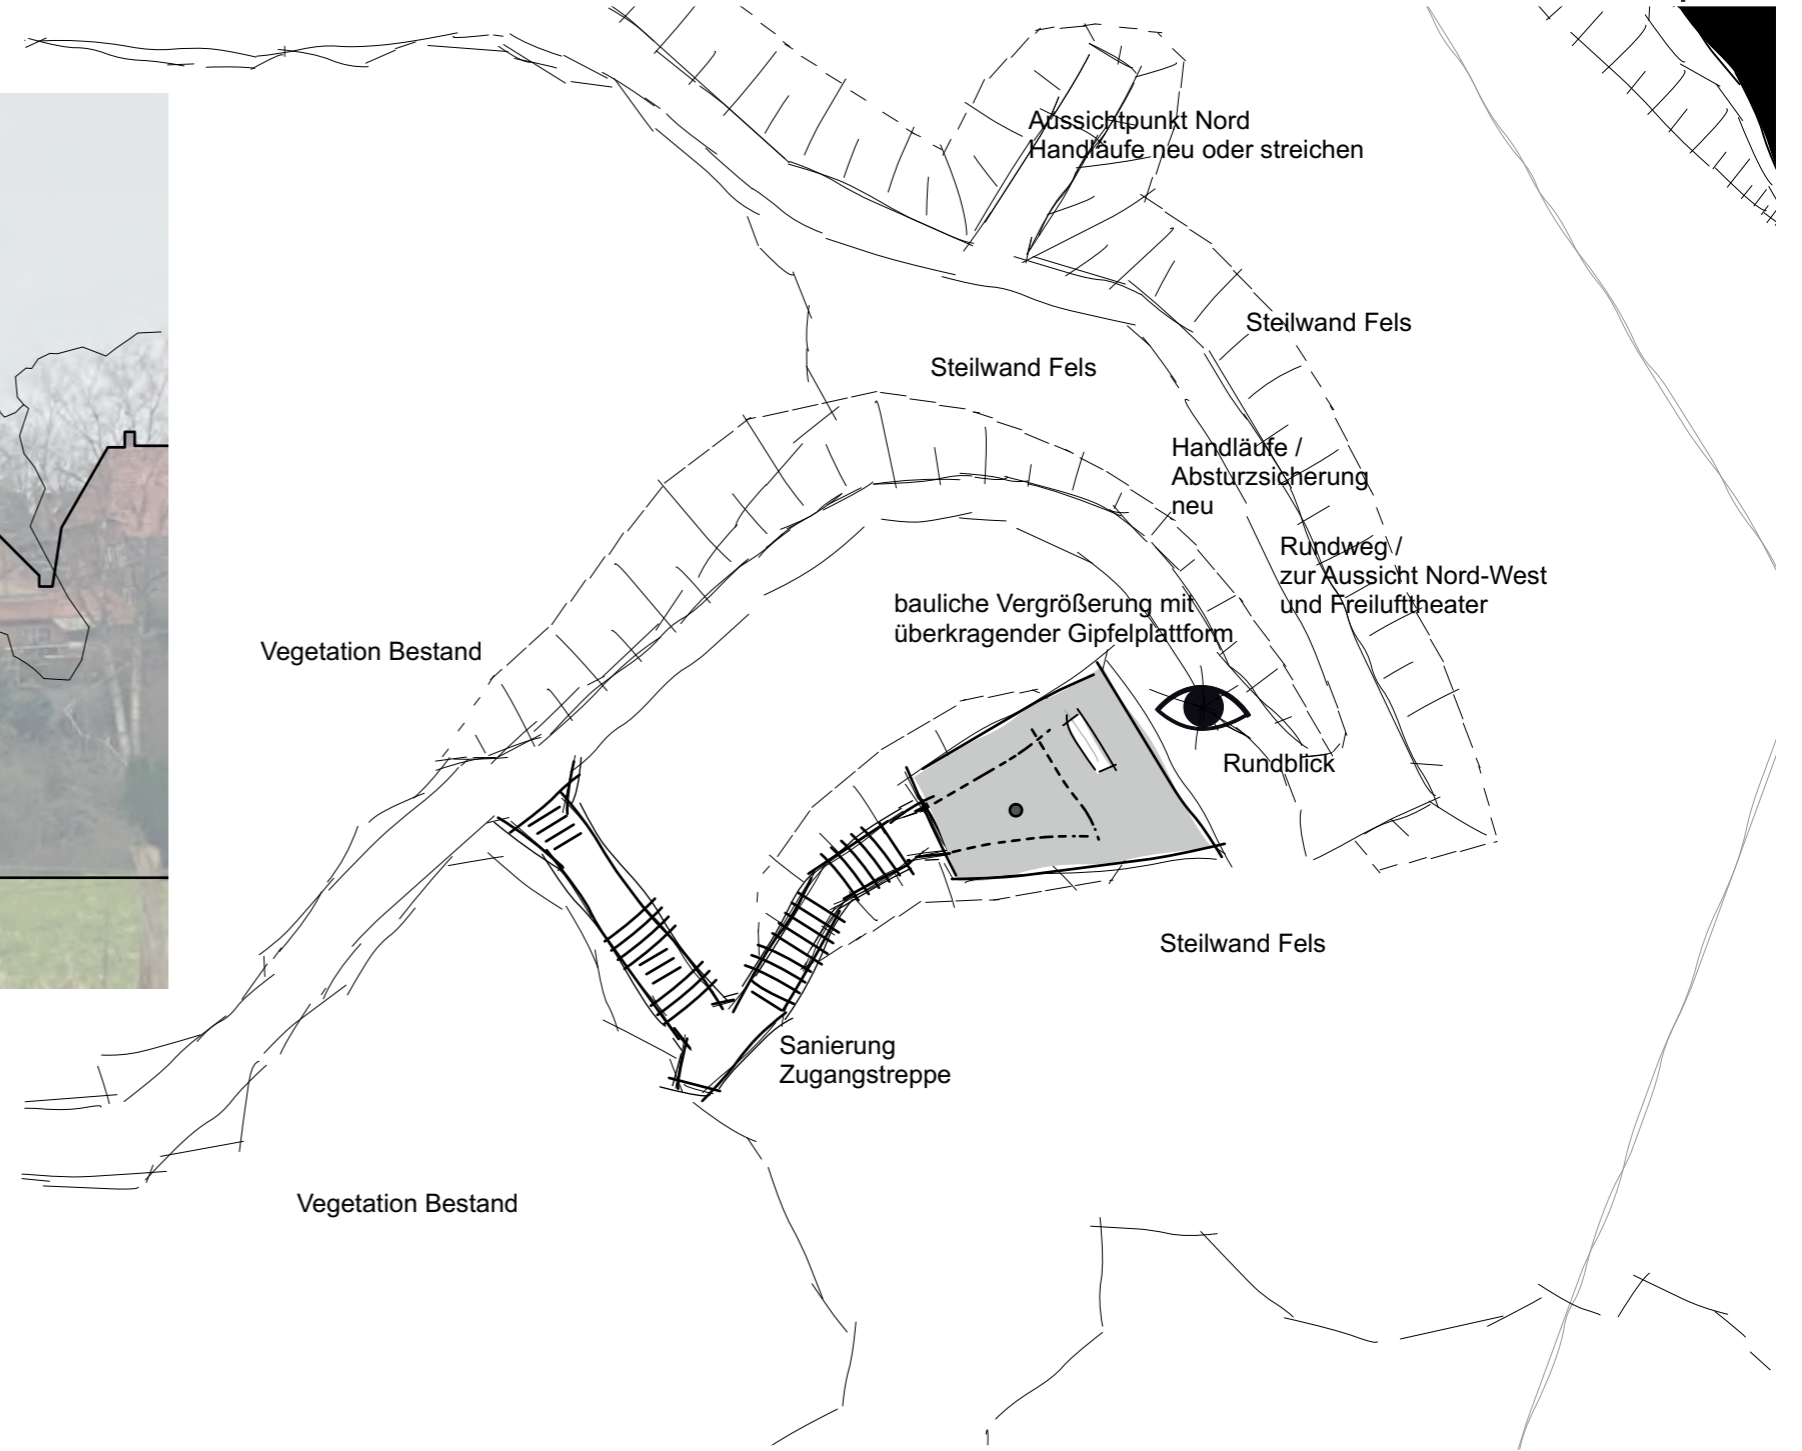 Aussichtpunkt Nord
Handläufe neu oder streichen
Steilwand Fels
Steilwand Fels
Handläufe /
Absturzsicherung
neu
Rundweg /
zur Aussicht Nord-West
und Freilufttheater
bauliche Vergrößerung mit
überkragender Gipfelplattform
Vegetation Bestand
Rundblick
Steilwand Fels
Sanierung
Zugangstreppe
Vegetation Bestand